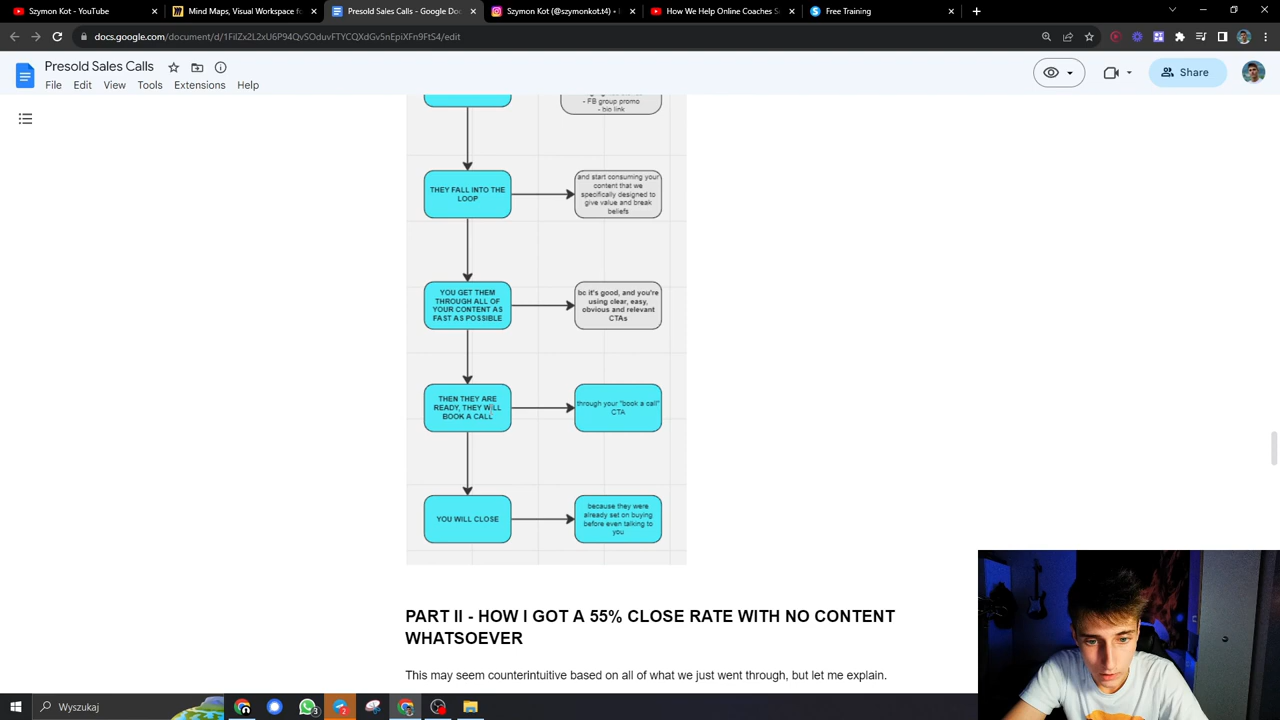 Szymon Kot - YouTube
Mind Maps, Visual Workspace f
Presold Sales Calls - Google Do
Szymon Kot (@szymonkot.t4) •
How We Help Online Coaches S
Free Training
docs.google.com/document/d/
/edit
Presold Sales Calls
File Edit View Tools Extensions Help
Share
- FB group promo
- bio link
THEY FALL INTO THE
LOOP
and start consuming your
content that we
specifically designed to
give value and break
beliefs
YOU GET THEM
THROUGH ALL OF
YOUR CONTENT AS
FAST AS POSSIBLE
bc it's good, and you're
using clear, easy,
obvious and relevant
CTAs
THEN THEY ARE
READY, THEY WILL
BOOK A CALL
through your "book a call"
CTA
YOU WILL CLOSE
because they were
already set on buying
before even talking to
you
PART II - HOW I GOT A 55% CLOSE RATE WITH NO CONTENT
WHATSOEVER
This may seem counterintuitive based on all of what we just went through, but let me explain.
Wyszukaj